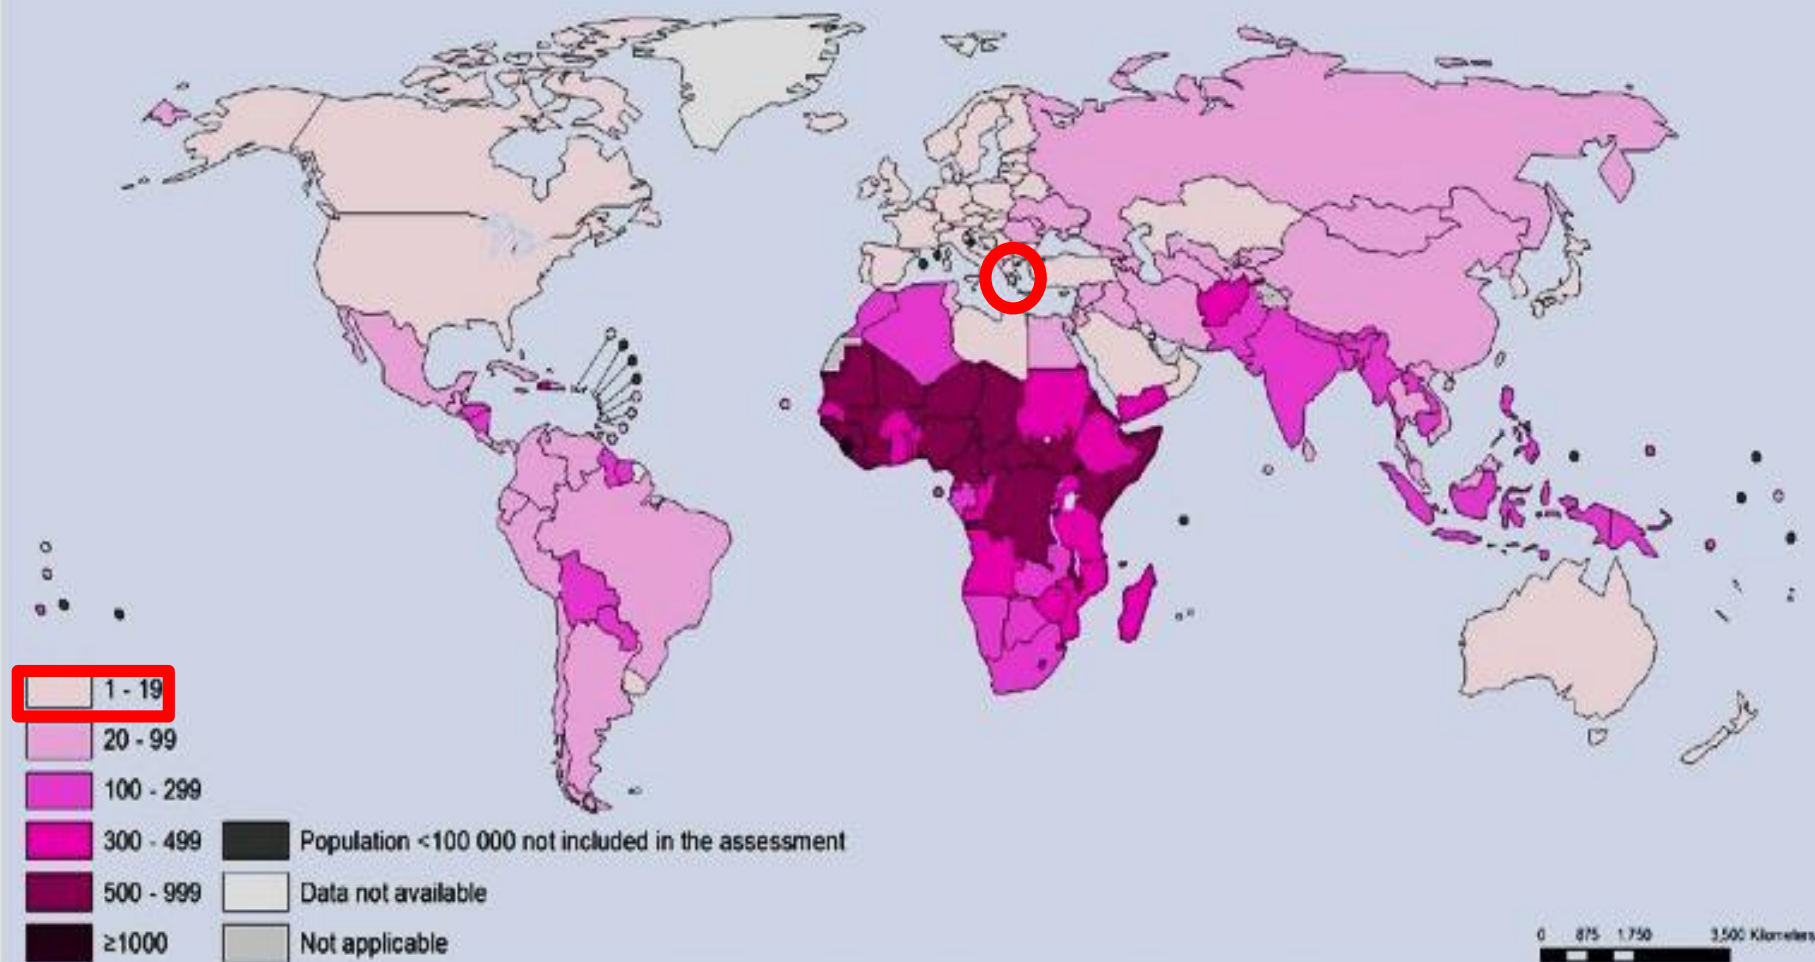 1 - 19
20 - 99
100 - 299
300 - 499
500 - 999
≥1000
Population <100 000 not included in the assessment
Data not available
Not applicable
0 875 1.750 3,500 Kilometers